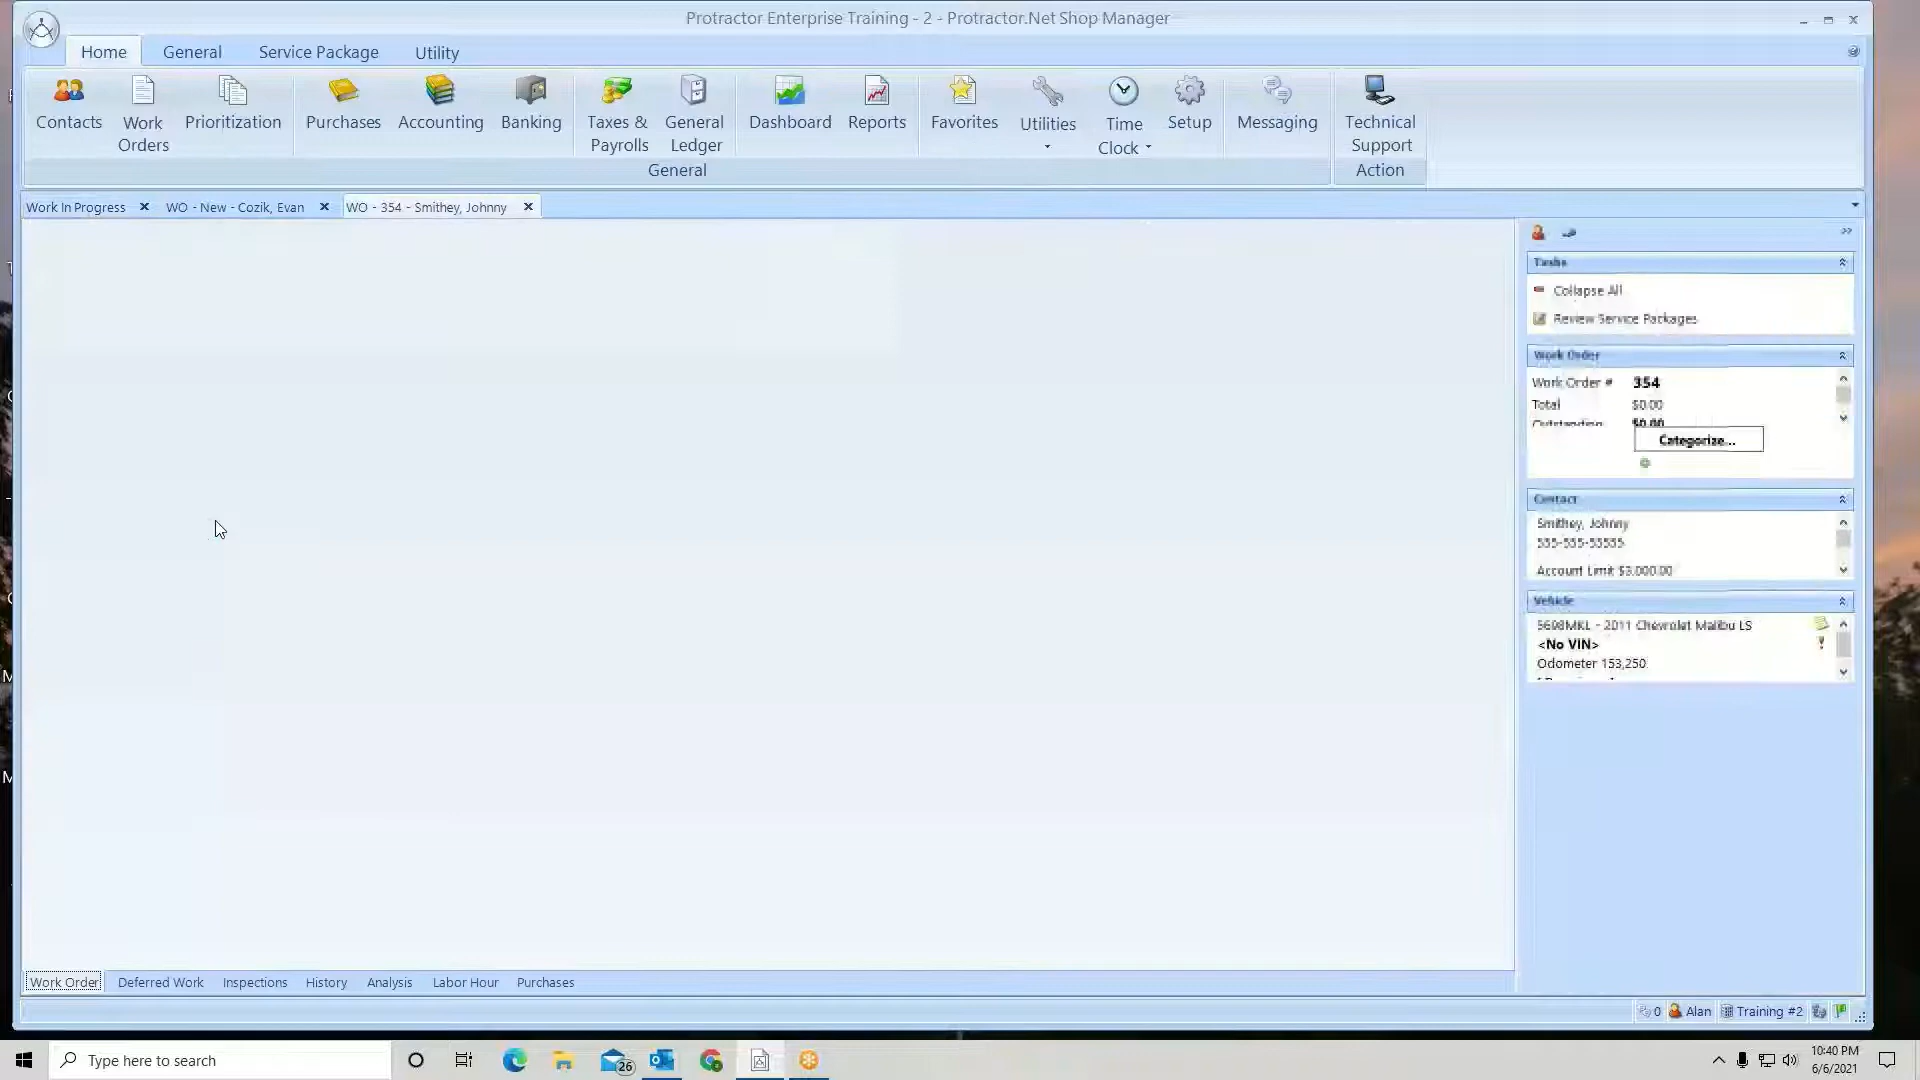 Protractor Enterprise Training - 2 - Protractor.Net Shop Manager
Home General Service Package Utility
Contacts Work Orders Prioritization Purchases Accounting Banking Taxes & Payrolls General Ledger Dashboard Reports Favorites Utilities Time Clock Setup Messaging Technical Support
General Action
Work In Progress WO - New - Cozik, Evan WO - 354 - Smithey, Johnny
Tasks
Collapse All
Review Service Packages
Work Order
Work Order # 354
Total $0.00
Outstanding $0.00
Categorize...
Contact
Smithey, Johnny
555-555-55555
Account Limit $3,000.00
Vehicle
5698MKL - 2011 Chevrolet Malibu LS
<No VIN>
Odometer 153,250
Work Order Deferred Work Inspections History Analysis Labor Hour Purchases
0 Alan Training #2
Type here to search
26
10:40 PM
6/6/2021